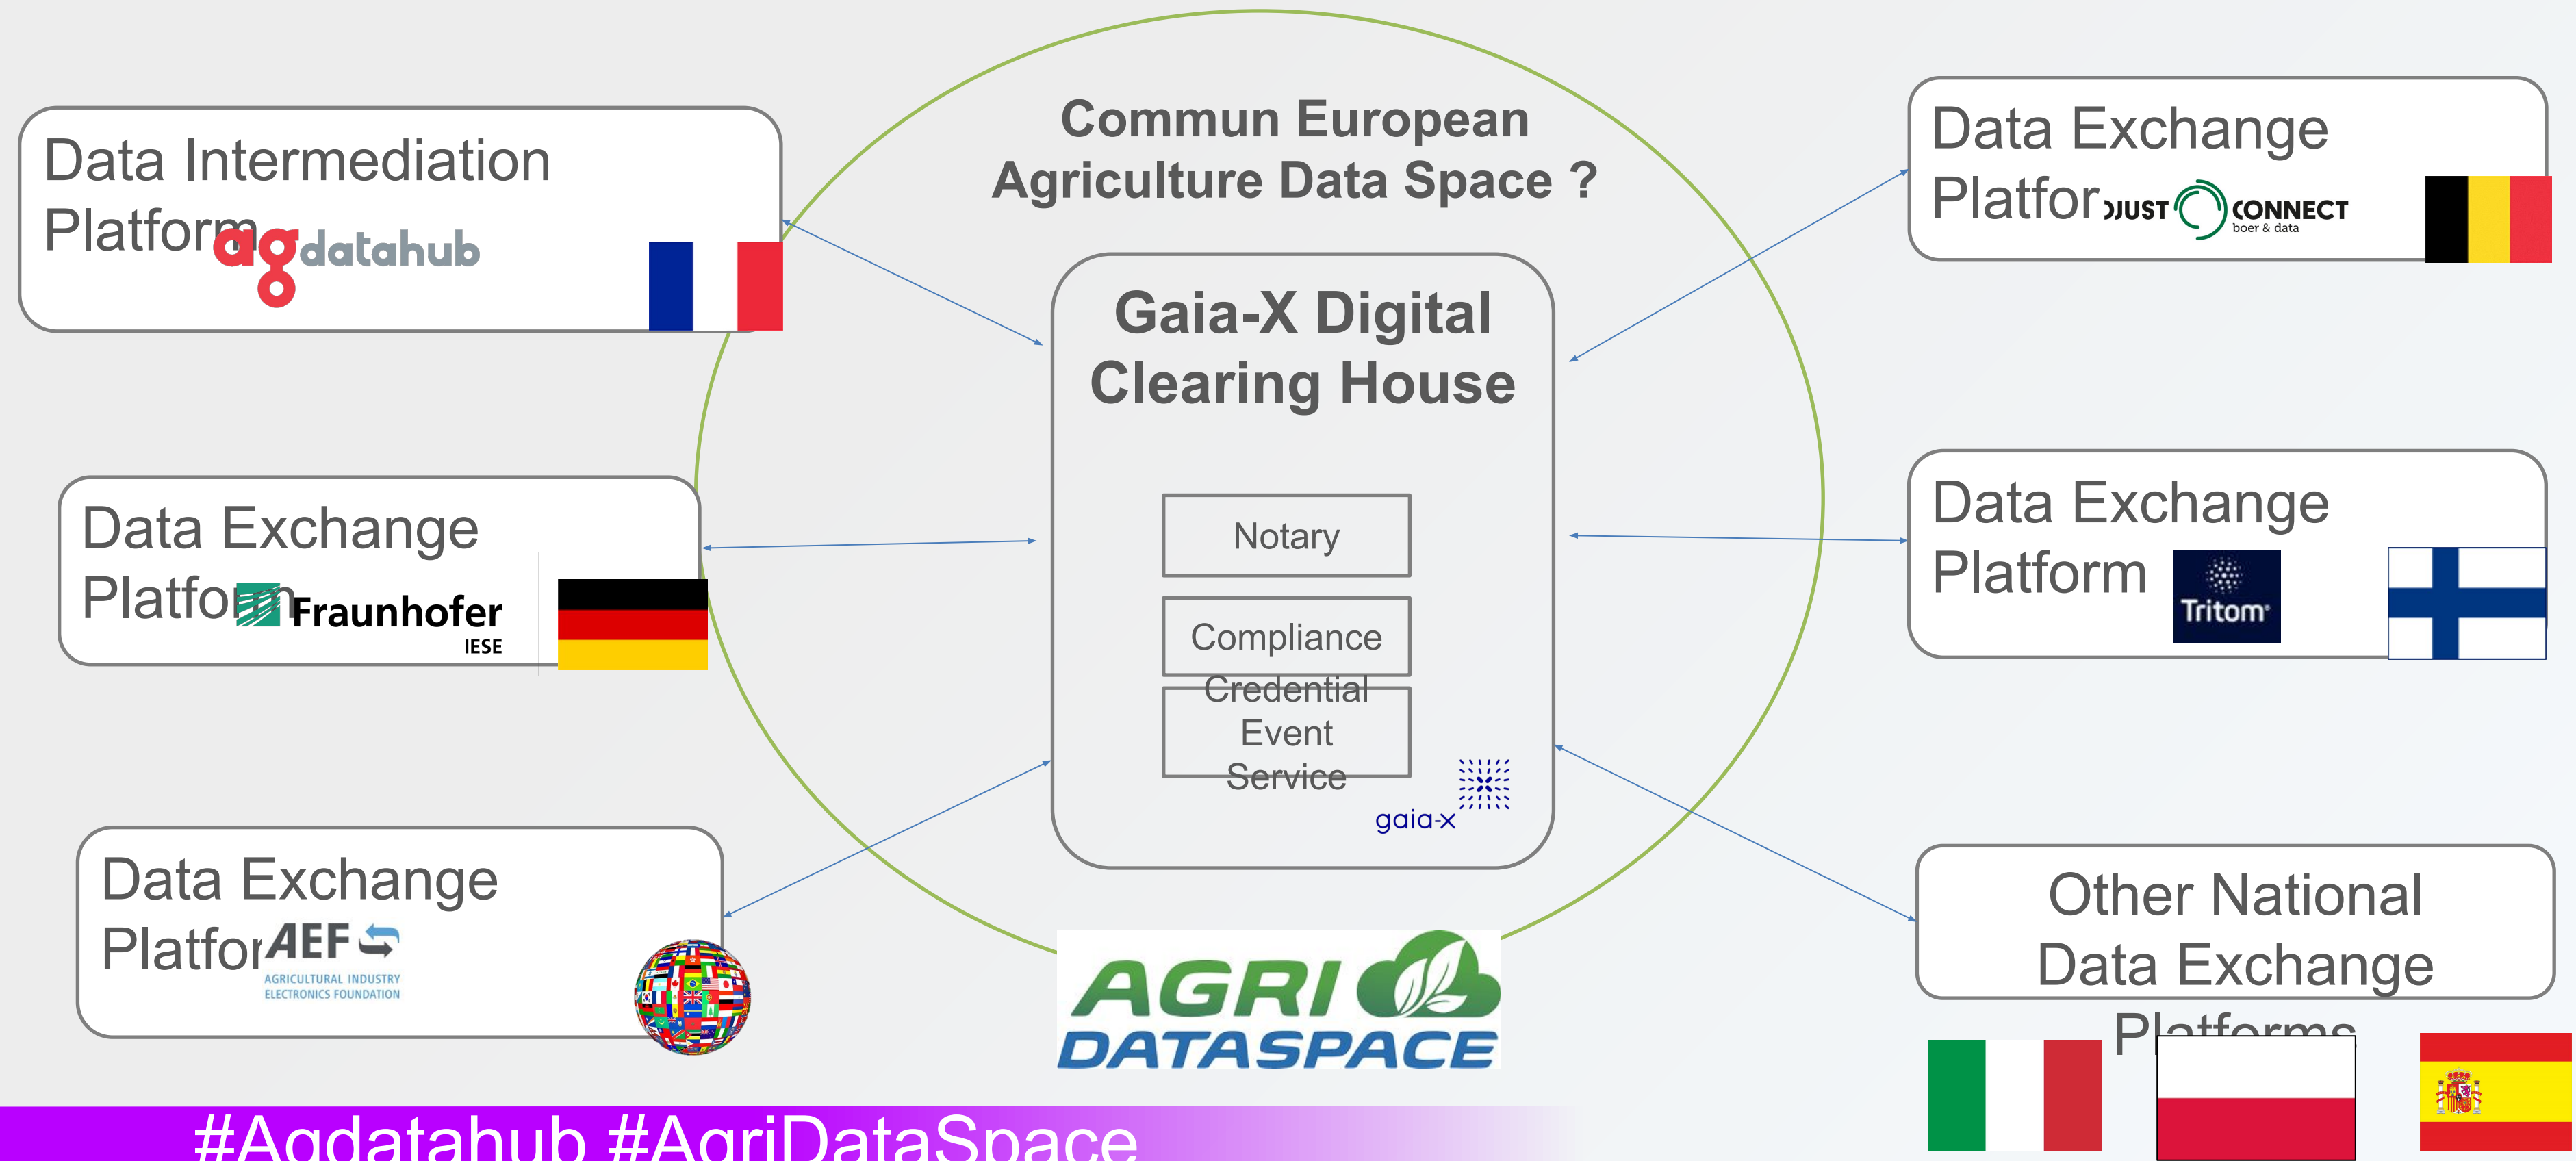 Commun European
Agriculture Data Space ?
Data Intermediation
Platform
agdatahub
Data Exchange
Platform
Fraunhofer
IESE
Data Exchange
Platfor
AEF
AGRICULTURAL INDUSTRY
ELECTRONICS FOUNDATION
Gaia-X Digital
Clearing House
Notary
Compliance
Credential
Event
Service
gaia-x
AGRI
DATASPACE
Data Exchange
Platfor
DJUST CONNECT
boer & data
Data Exchange
Platform
Tritom
Other National
Data Exchange
Platforms
#Agdatahub #AgriDataSpace